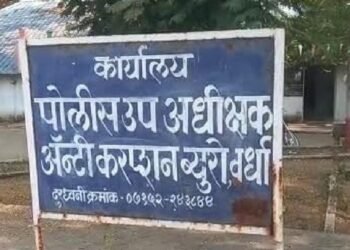 कार्यालय
पोलीस उप अधीक्षक
ॲन्टी करप्शन ब्युरो, वर्धा
दुरध्वनी क्रमांक -०७१५२-२४३८४४